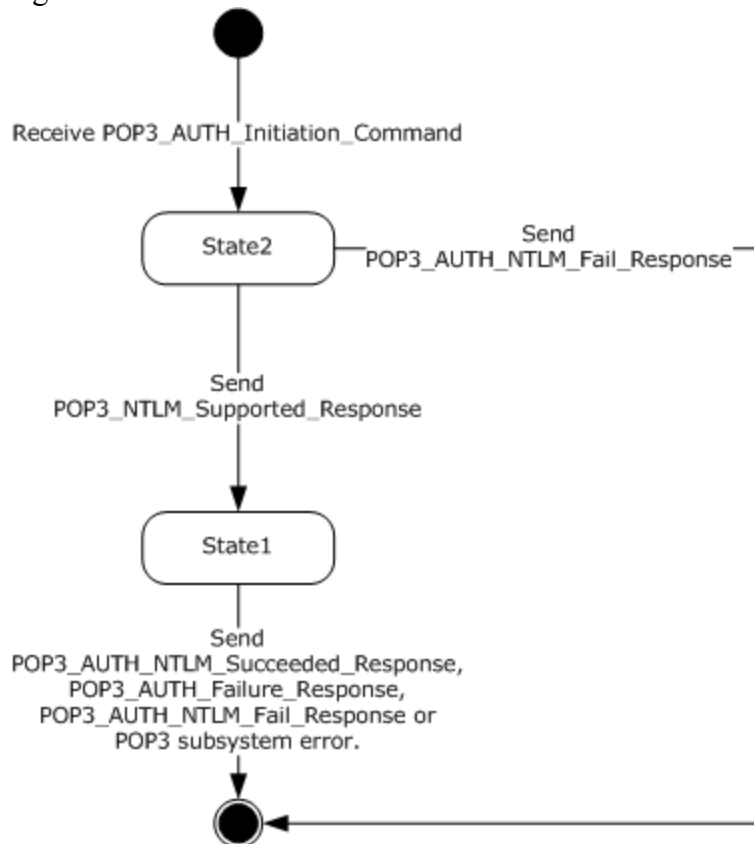 Receive POP3_AUTH_Initiation_Command
State2
Send
POP3_AUTH_NTLM_Fail_Response
Send
POP3_NTLM_Supported_Response
State1
Send
POP3_AUTH_NTLM_Succeeded_Response,
POP3_AUTH_Failure_Response,
POP3_AUTH_NTLM_Fail_Response or
POP3 subsystem error.